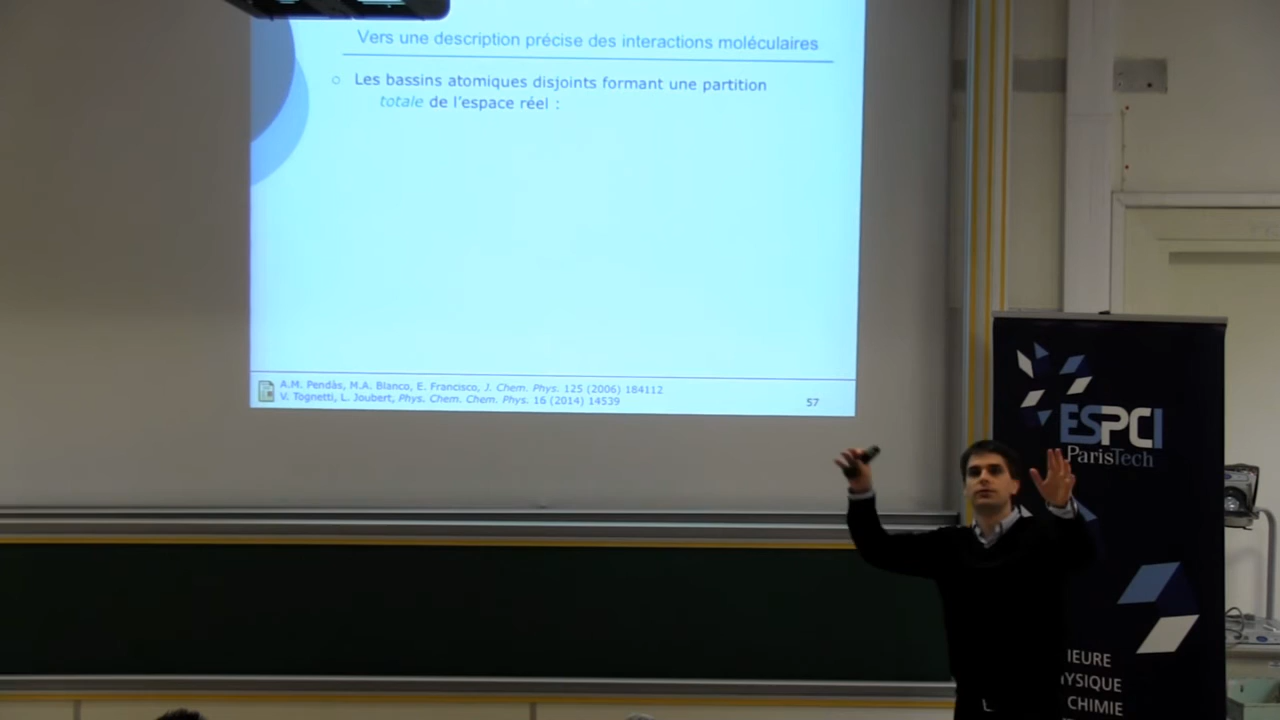 Vers une description précise des interactions moléculaires
Les bassins atomiques disjoints formant une partition
totale de l'espace réel :
A.M. Pendàs, M.A. Blanco, E. Francisco, J. Chem. Phys. 125 (2006) 184112
V. Tognetti, L. Joubert, Phys. Chem. Chem. Phys. 16 (2014) 14539
57
ESPCI
ParisTech
IEURE
YSIQUE
CHIMIE